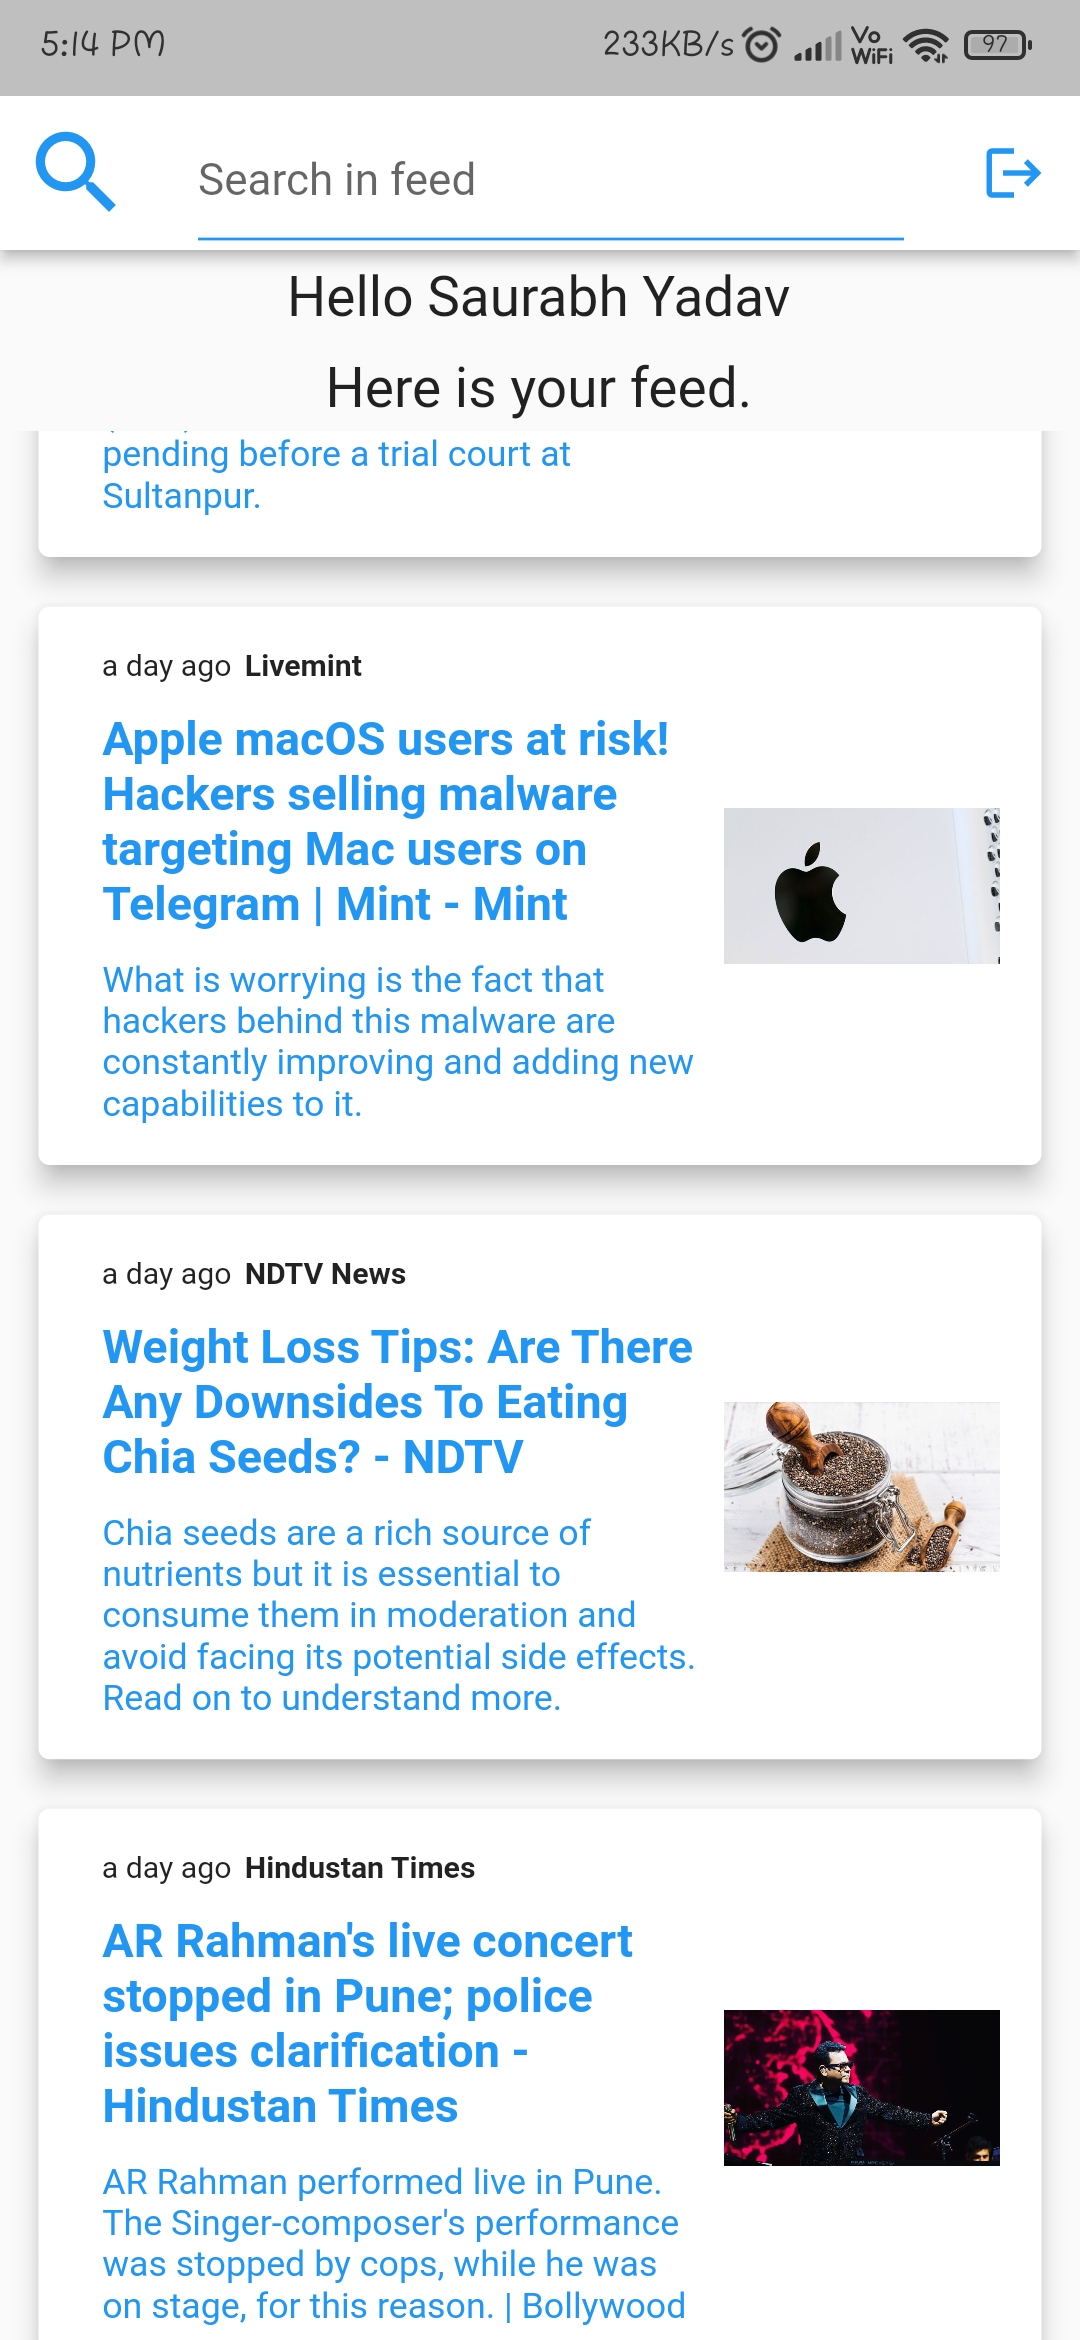 5:14 PM 233KB/s Vo WiFi 97
Search in feed
Hello Saurabh Yadav
Here is your feed.
pending before a trial court at
Sultanpur.
a day ago Livemint
Apple macOS users at risk!
Hackers selling malware
targeting Mac users on
Telegram | Mint - Mint
What is worrying is the fact that
hackers behind this malware are
constantly improving and adding new
capabilities to it.
a day ago NDTV News
Weight Loss Tips: Are There
Any Downsides To Eating
Chia Seeds? - NDTV
Chia seeds are a rich source of
nutrients but it is essential to
consume them in moderation and
avoid facing its potential side effects.
Read on to understand more.
a day ago Hindustan Times
AR Rahman's live concert
stopped in Pune; police
issues clarification -
Hindustan Times
AR Rahman performed live in Pune.
The Singer-composer's performance
was stopped by cops, while he was
on stage, for this reason. | Bollywood